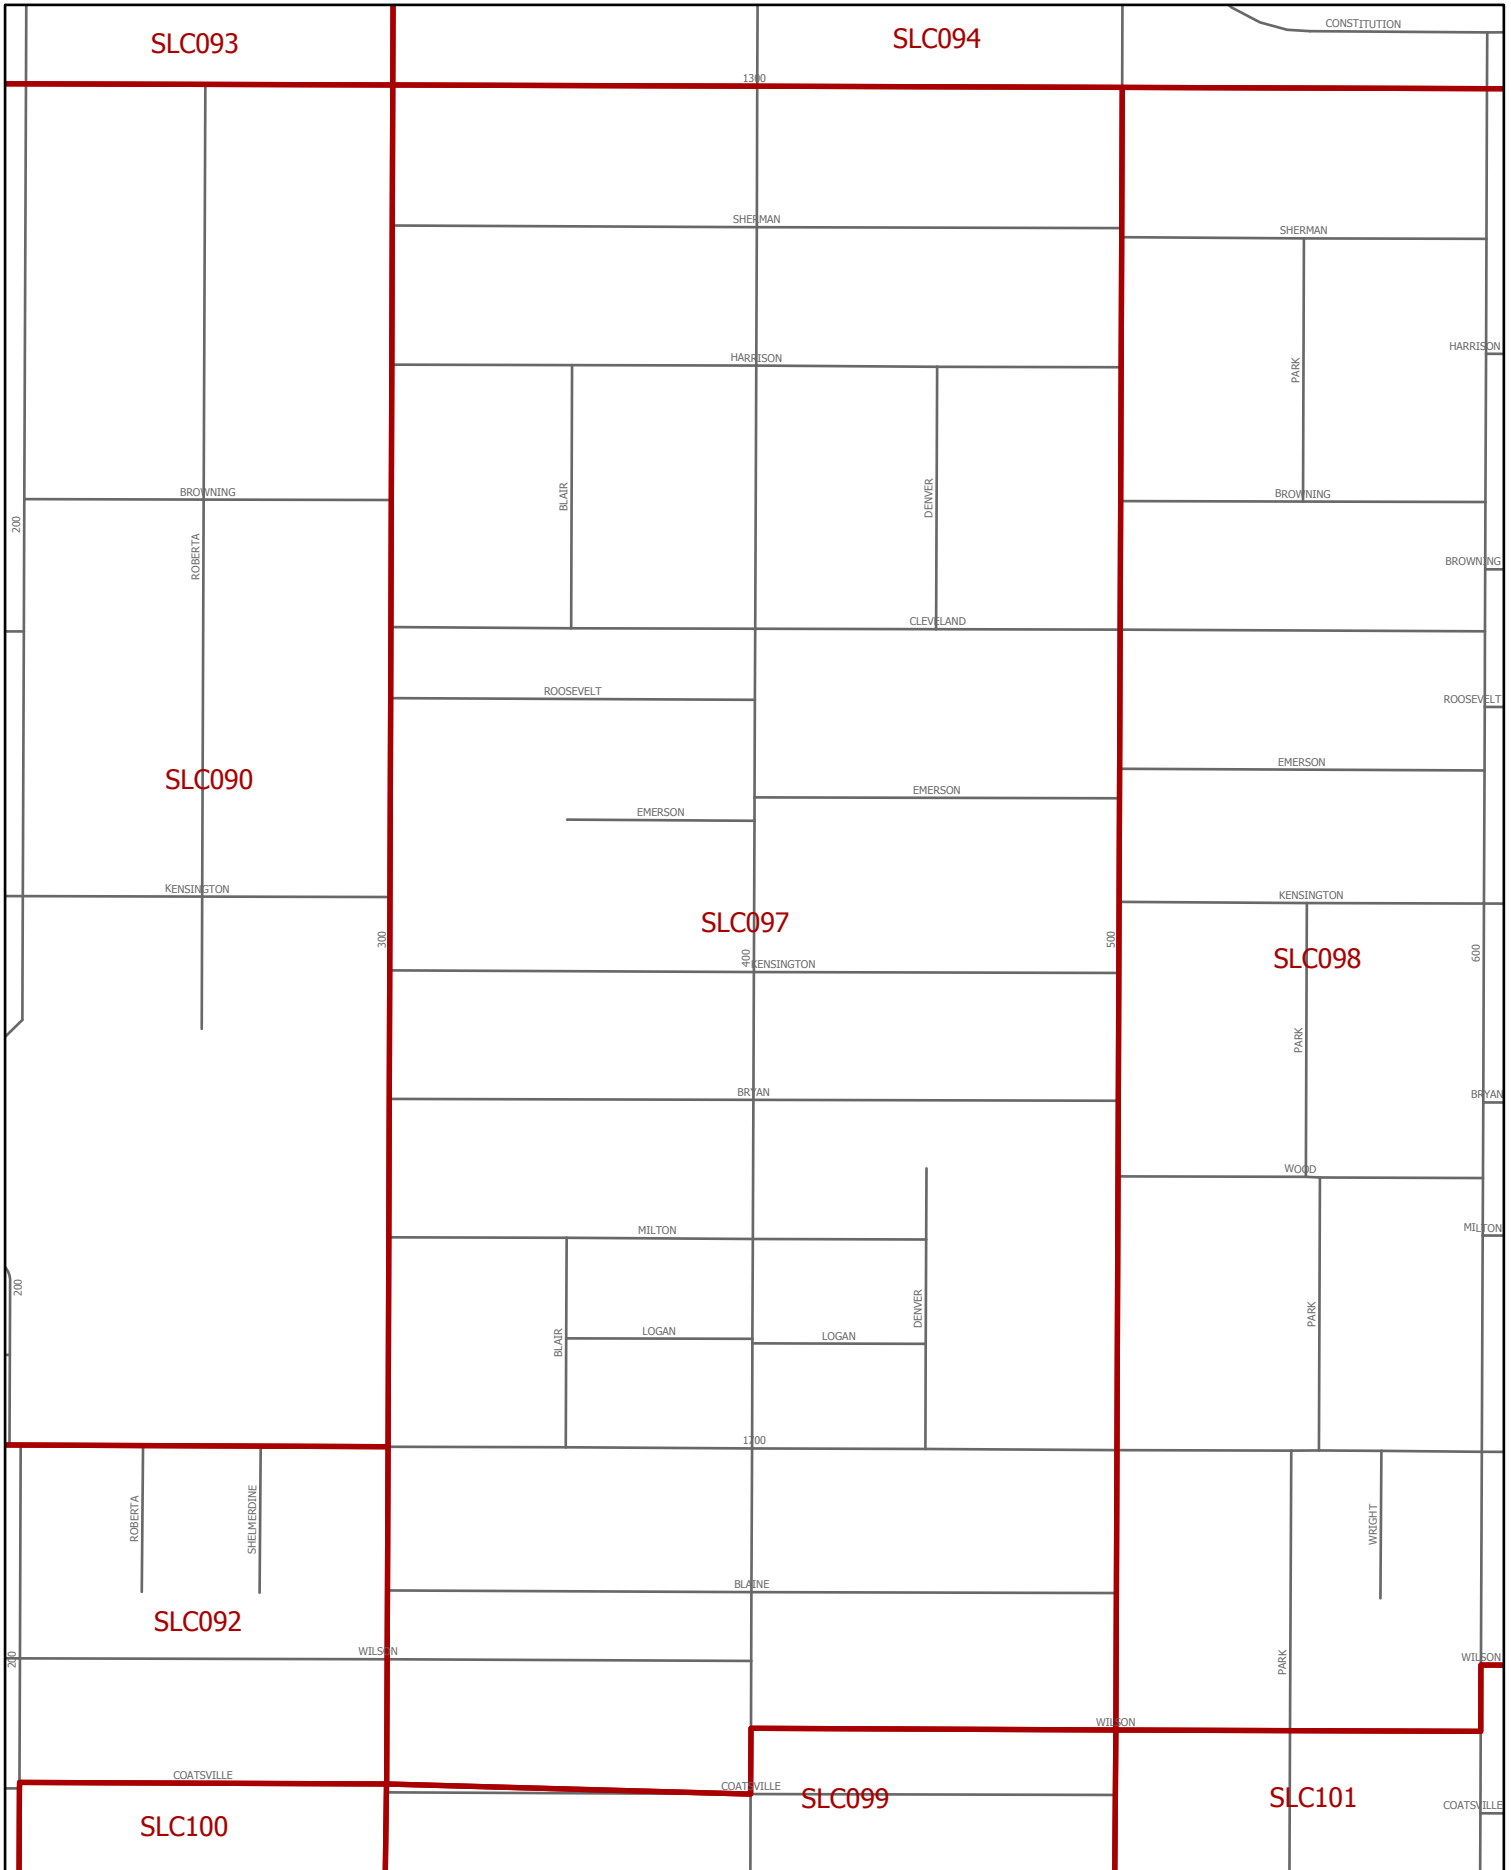 CONSTITUTION
SLC093
SLC094
1300
SHERMAN
SHERMAN
HARRISON
HARRISON
PARK
BROWNING
BLAIR
DENVER
BROWNING
200
ROBERTA
BROWNING
CLEVELAND
ROOSEVELT
ROOSEVELT
EMERSON
SLC090
EMERSON
EMERSON
KENSINGTON
KENSINGTON
SLC097
300
400
500
600
SLC098
KENSINGTON
PARK
BRYAN
BRYAN
WOOD
MILTON
MILTON
200
DENVER
PARK
LOGAN
LOGAN
BLAIR
1700
ROBERTA
SHELMERDINE
WRIGHT
BLAINE
SLC092
WILSON
200
PARK
WILSON
WILSON
COATSVILLE
COATSVILLE
SLC099
SLC101
COATSVILLE
SLC100